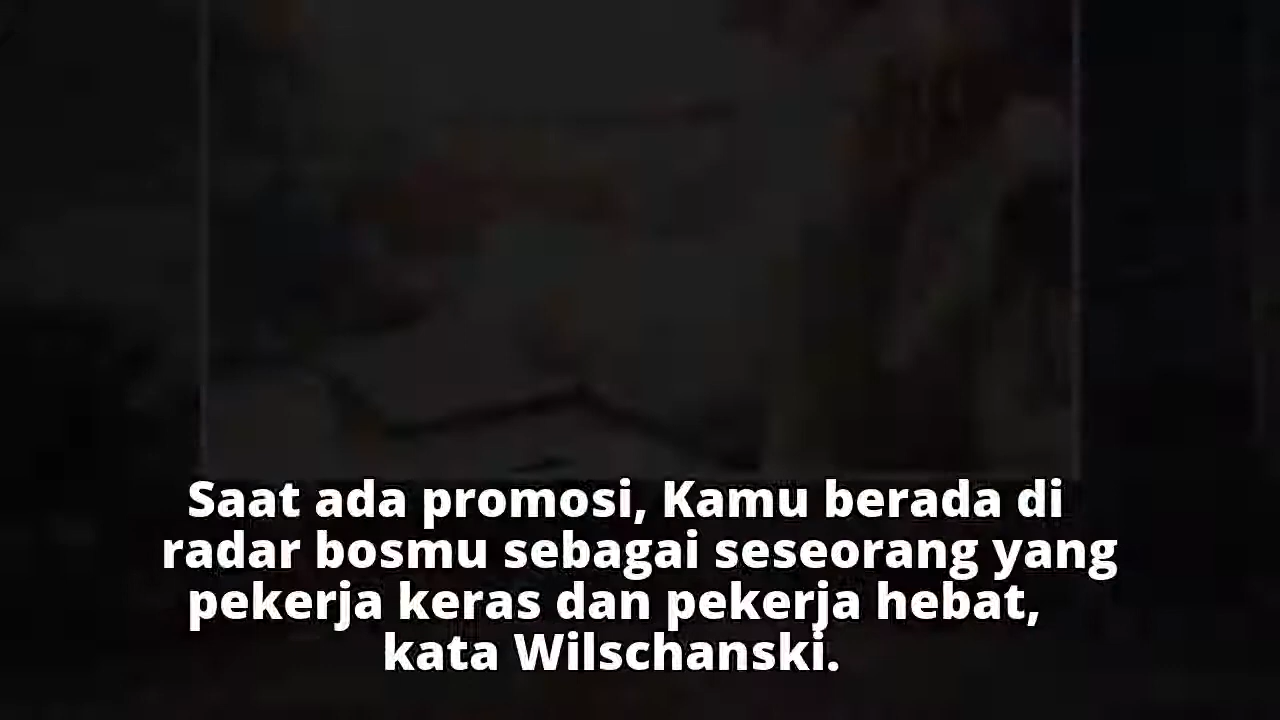 Saat ada promosi, Kamu berada di
radar bosmu sebagai seseorang yang
pekerja keras dan pekerja hebat,
kata Wilschanski.